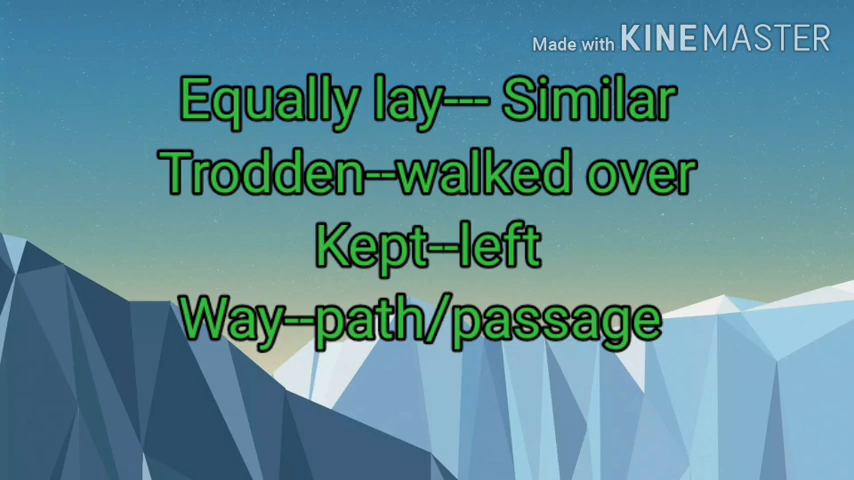 Made with KINEMASTER
Equally lay--- Similar
Trodden--walked over
Kept--left
Way--path/passage